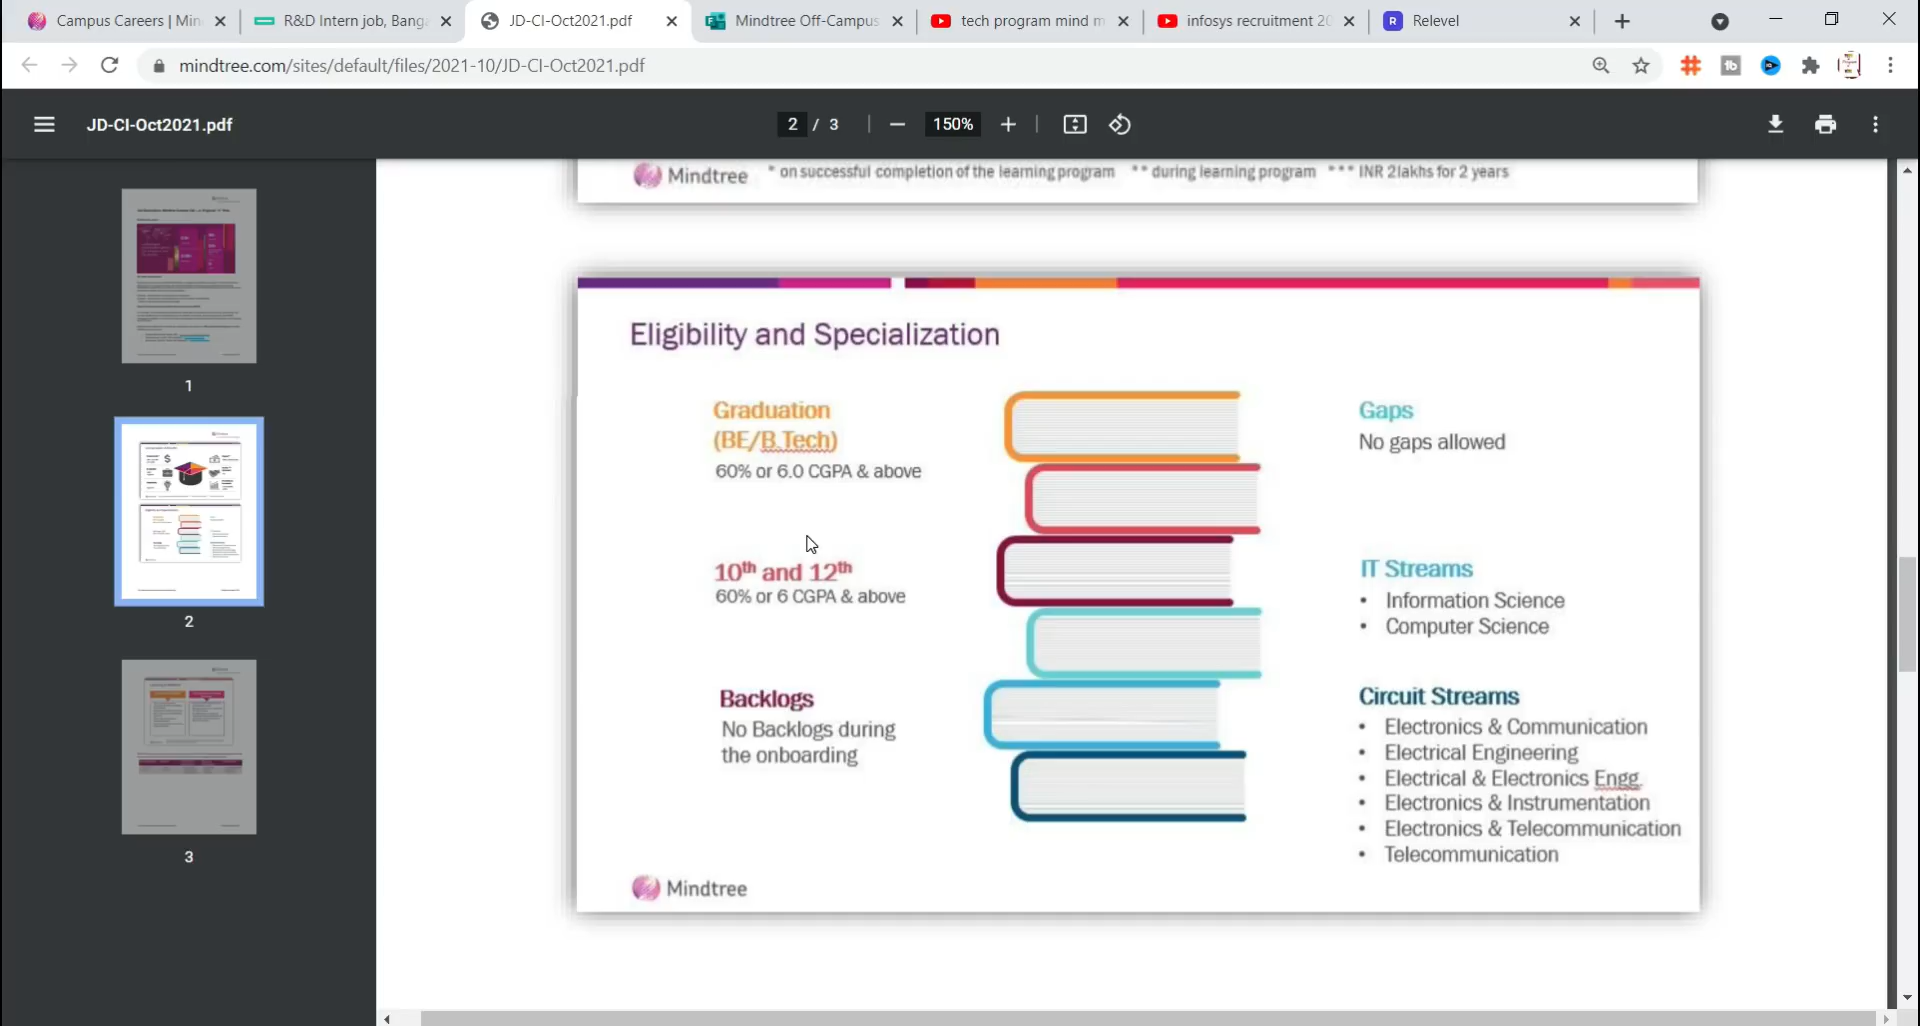 Campus Careers | Min
R&D Intern job, Banga
JD-CI-Oct2021.pdf
Mindtree Off-Campus
tech program mind m
infosys recruitment 20
R
Relevel
mindtree.com/sites/default/files/2021-10/JD-CI-Oct2021.pdf
tb
JD-CI-Oct2021.pdf
2 / 3
150%
Mindtree
* on successful completion of the learning program ** during learning program *** INR 2lakhs for 2 years
1
2
3
Eligibility and Specialization
Graduation
(BE/B.Tech)
60% or 6.0 CGPA & above
10th and 12th
60% or 6 CGPA & above
Backlogs
No Backlogs during
the onboarding
Gaps
No gaps allowed
IT Streams
• Information Science
• Computer Science
Circuit Streams
• Electronics & Communication
• Electrical Engineering
• Electrical & Electronics Engg.
• Electronics & Instrumentation
• Electronics & Telecommunication
• Telecommunication
Mindtree